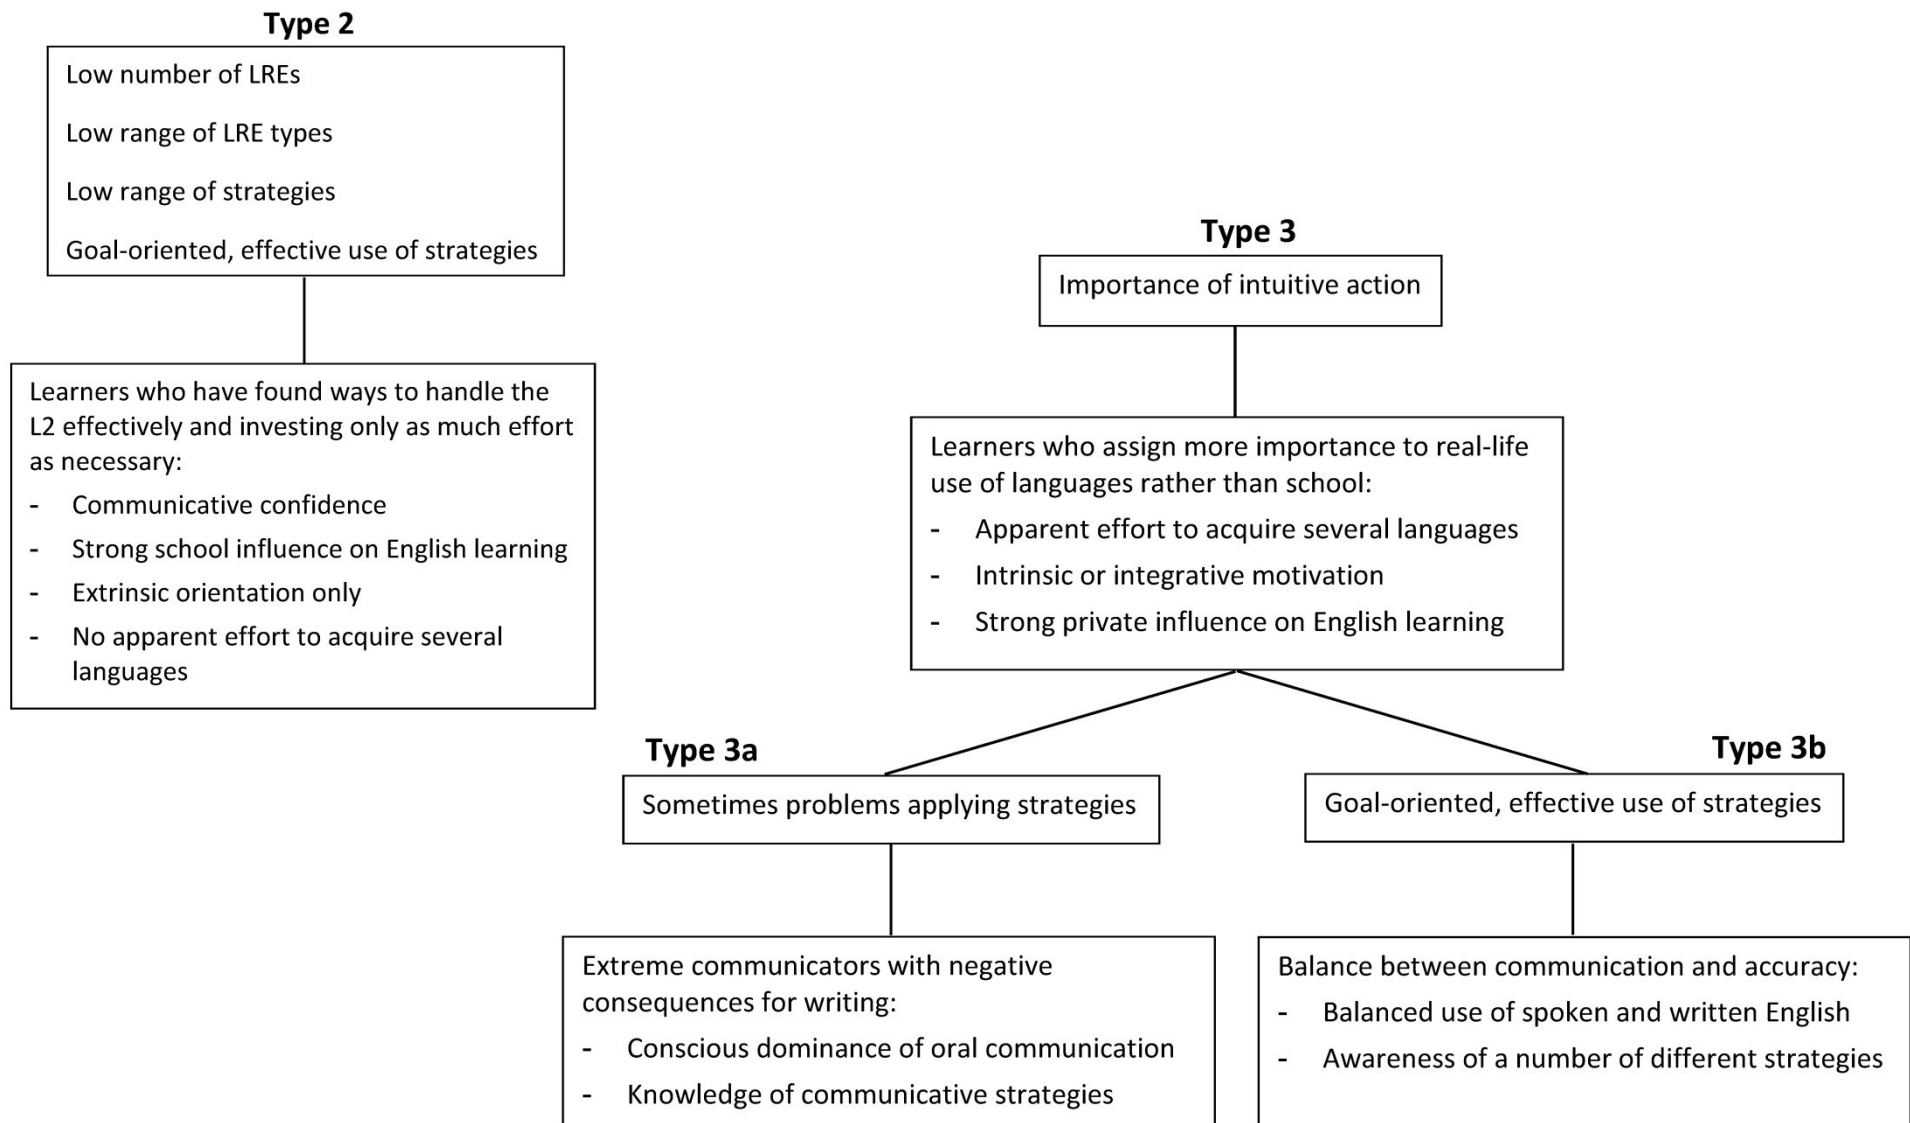 Type 2
Low number of LREs
Low range of LRE types
Low range of strategies
Goal-oriented, effective use of strategies
Learners who have found ways to handle the
L2 effectively and investing only as much effort
as necessary:
- Communicative confidence
- Strong school influence on English learning
- Extrinsic orientation only
- No apparent effort to acquire several
languages
Type 3
Importance of intuitive action
Learners who assign more importance to real-life
use of languages rather than school:
- Apparent effort to acquire several languages
- Intrinsic or integrative motivation
- Strong private influence on English learning
Type 3a
Sometimes problems applying strategies
Extreme communicators with negative
consequences for writing:
- Conscious dominance of oral communication
- Knowledge of communicative strategies
Type 3b
Goal-oriented, effective use of strategies
Balance between communication and accuracy:
- Balanced use of spoken and written English
- Awareness of a number of different strategies